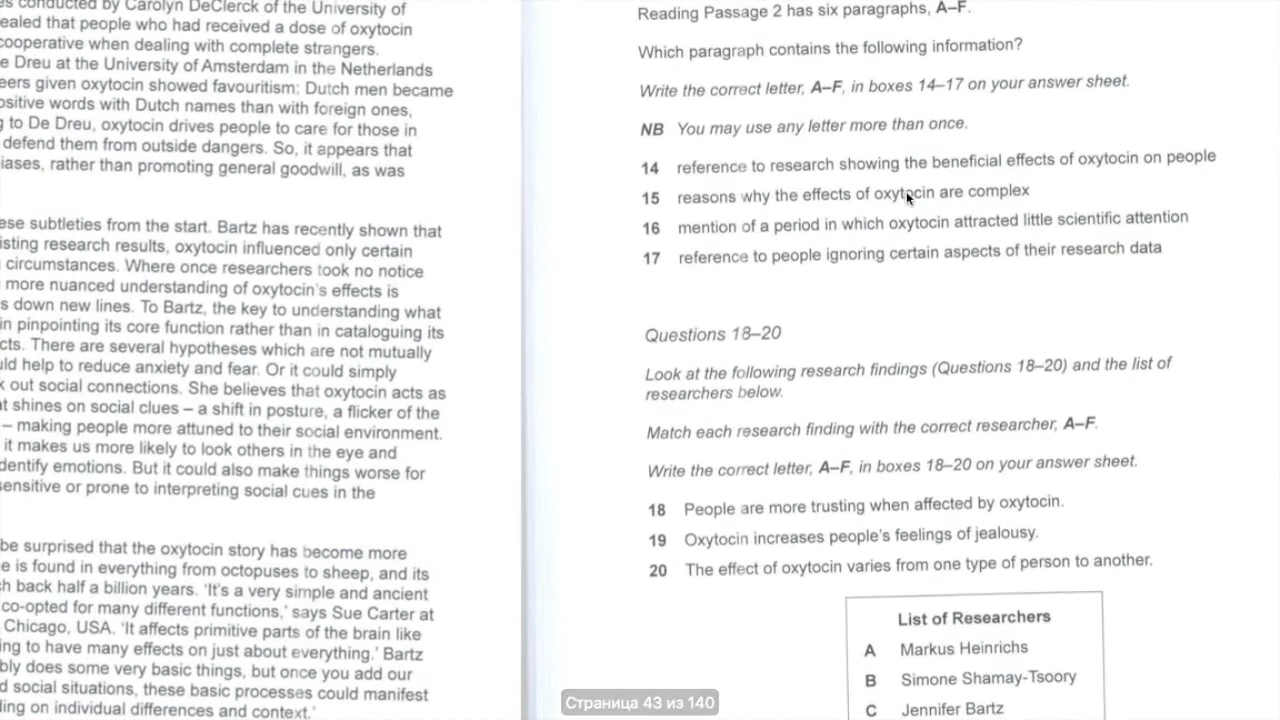 es conducted by Carolyn DeClerck of the University of
ealed that people who had received a dose of oxytocin
cooperative when dealing with complete strangers.
e Dreu at the University of Amsterdam in the Netherlands
eers given oxytocin showed favouritism: Dutch men became
ositive words with Dutch names than with foreign ones,
g to De Dreu, oxytocin drives people to care for those in
defend them from outside dangers. So, it appears that
iases, rather than promoting general goodwill, as was
ese subtleties from the start. Bartz has recently shown that
isting research results, oxytocin influenced only certain
circumstances. Where once researchers took no notice
more nuanced understanding of oxytocin's effects is
s down new lines. To Bartz, the key to understanding what
in pinpointing its core function rather than in cataloguing its
cts. There are several hypotheses which are not mutually
uld help to reduce anxiety and fear. Or it could simply
k out social connections. She believes that oxytocin acts as
at shines on social clues – a shift in posture, a flicker of the
– making people more attuned to their social environment.
it makes us more likely to look others in the eye and
dentify emotions. But it could also make things worse for
sensitive or prone to interpreting social cues in the
be surprised that the oxytocin story has become more
e is found in everything from octopuses to sheep, and its
ch back half a billion years. 'It's a very simple and ancient
co-opted for many different functions,' says Sue Carter at
Chicago, USA. 'It affects primitive parts of the brain like
ing to have many effects on just about everything.' Bartz
bly does some very basic things, but once you add our
d social situations, these basic processes could manifest
ding on individual differences and context.'
Reading Passage 2 has six paragraphs, A–F.
Which paragraph contains the following information?
Write the correct letter, A–F, in boxes 14–17 on your answer sheet.
NB You may use any letter more than once.
14 reference to research showing the beneficial effects of oxytocin on people
15 reasons why the effects of oxytocin are complex
16 mention of a period in which oxytocin attracted little scientific attention
17 reference to people ignoring certain aspects of their research data
Questions 18–20
Look at the following research findings (Questions 18–20) and the list of
researchers below.
Match each research finding with the correct researcher, A–F.
Write the correct letter, A–F, in boxes 18–20 on your answer sheet.
18 People are more trusting when affected by oxytocin.
19 Oxytocin increases people's feelings of jealousy.
20 The effect of oxytocin varies from one type of person to another.
List of Researchers
A Markus Heinrichs
B Simone Shamay-Tsoory
C Jennifer Bartz
Страница 43 из 140